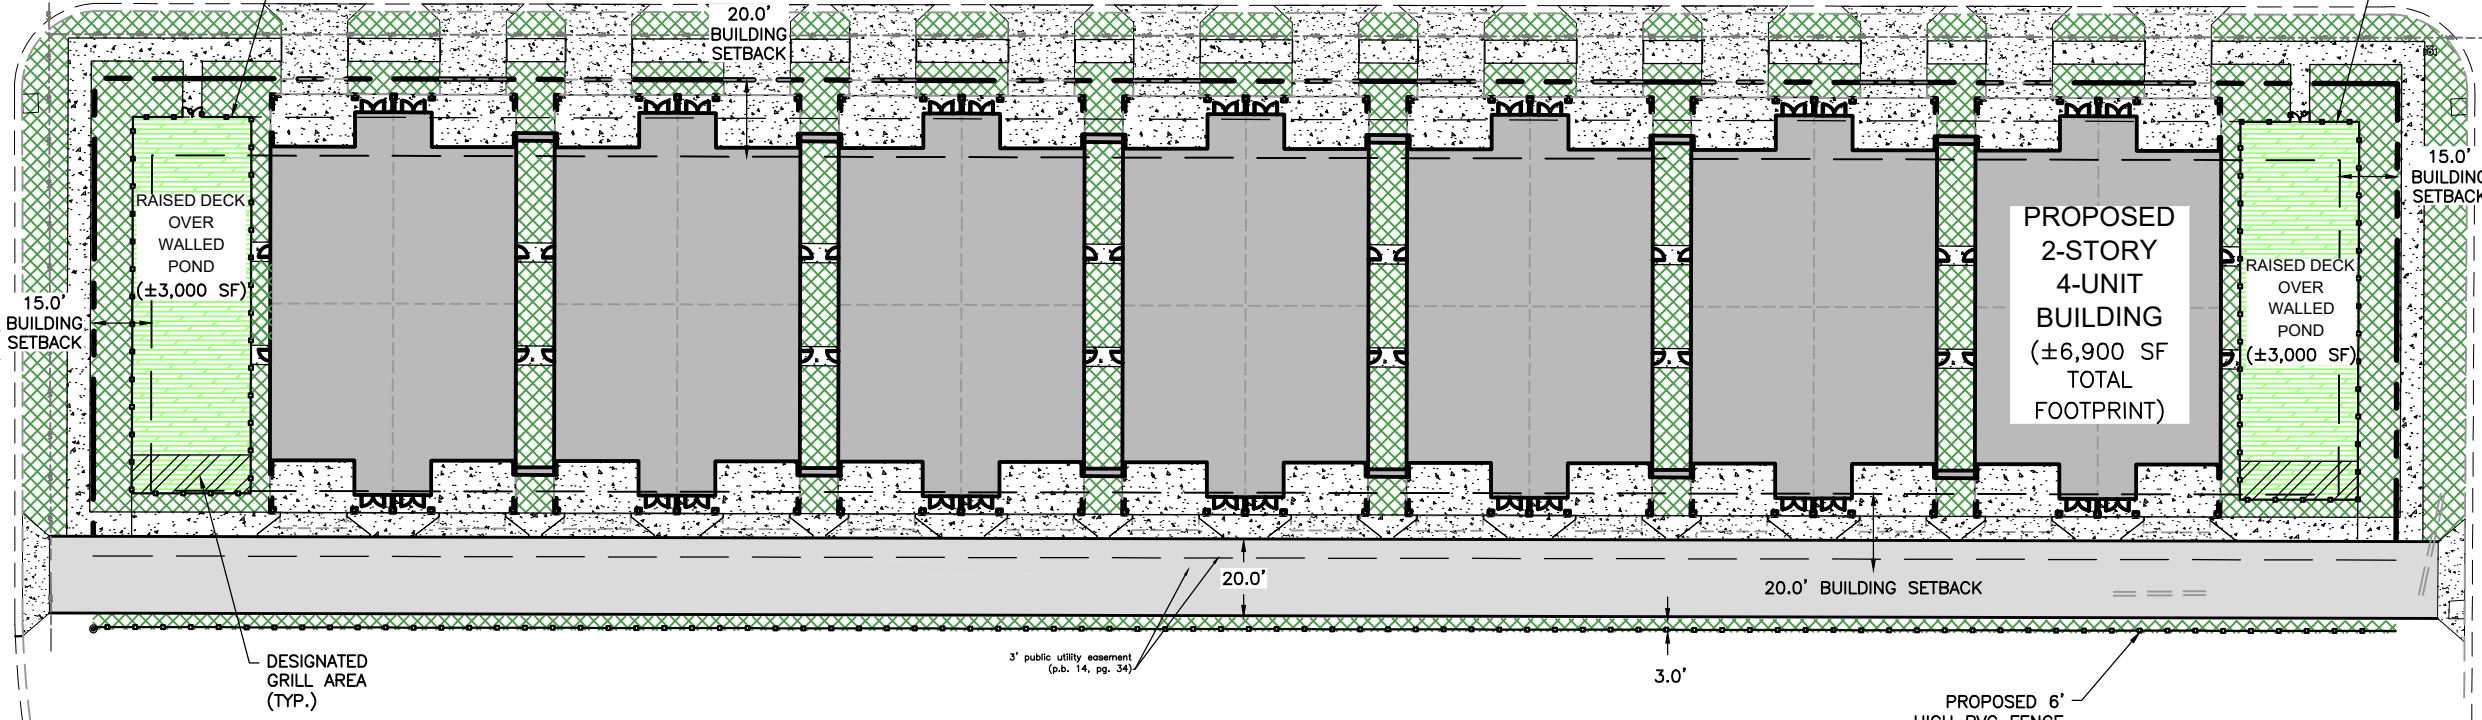 20.0'
BUILDING
SETBACK
RAISED DECK
OVER
WALLED
POND
(±3,000 SF)
15.0'
BUILDING
SETBACK
15.0'
BUILDING
SETBACK
PROPOSED
2-STORY
4-UNIT
BUILDING
(±6,900 SF
TOTAL
FOOTPRINT)
RAISED DECK
OVER
WALLED
POND
(±3,000 SF)
20.0'
20.0' BUILDING SETBACK
DESIGNATED
GRILL AREA
(TYP.)
3' public utility easement
(p.b. 14, pg. 34)
3.0'
PROPOSED 6'
HIGH PVC FENCE